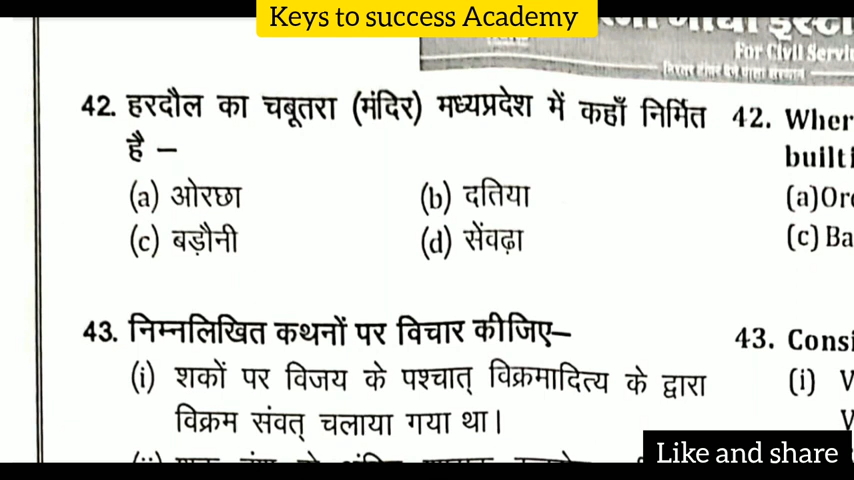 Keys to success Academy
For Civil Servi
42. हरदौल का चबूतरा (मंदिर) मध्यप्रदेश में कहाँ निर्मित
है –
(a) ओरछा (b) दतिया
(c) बड़ौनी (d) सेंवढ़ा
43. निम्नलिखित कथनों पर विचार कीजिए–
(i) शकों पर विजय के पश्चात् विक्रमादित्य के द्वारा
विक्रम संवत् चलाया गया था।
42. Wher
built i
(a) Or
(c) Ba
43. Consi
(i) V
Like and share